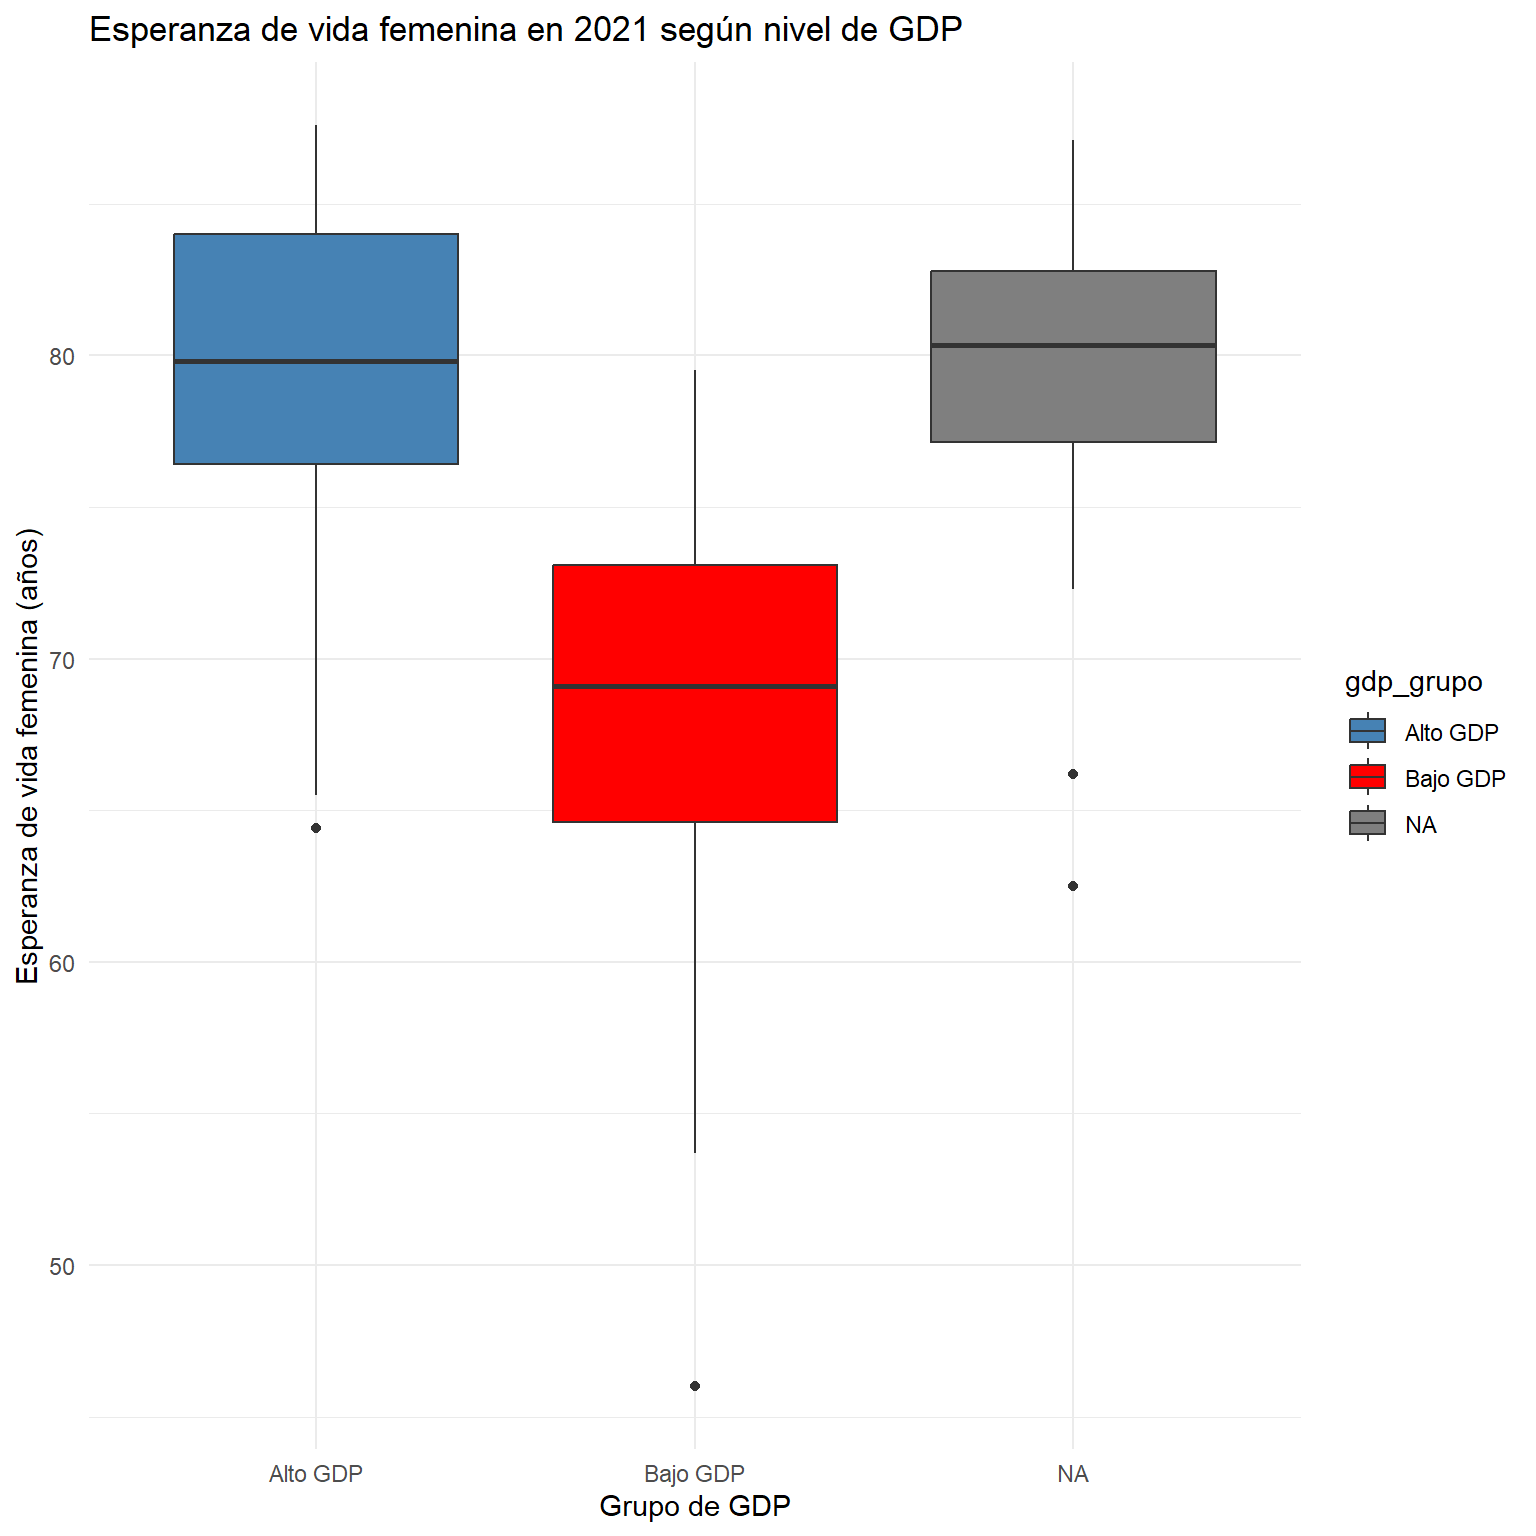 Esperanza de vida femenina en 2021 según nivel de GDP
Esperanza de vida femenina (años)
80
70
60
50
Alto GDP
Bajo GDP
NA
Grupo de GDP
gdp_grupo
Alto GDP
Bajo GDP
NA